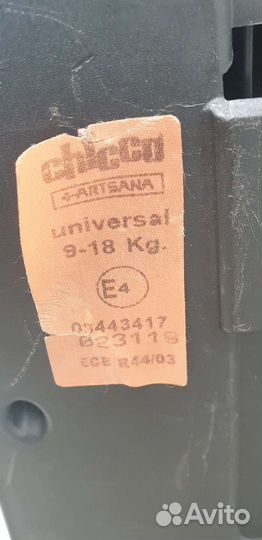 chicco
ARTSANA
universal
9-18 Kg.
E4
03443417
023119
ECE R44/03
Avito